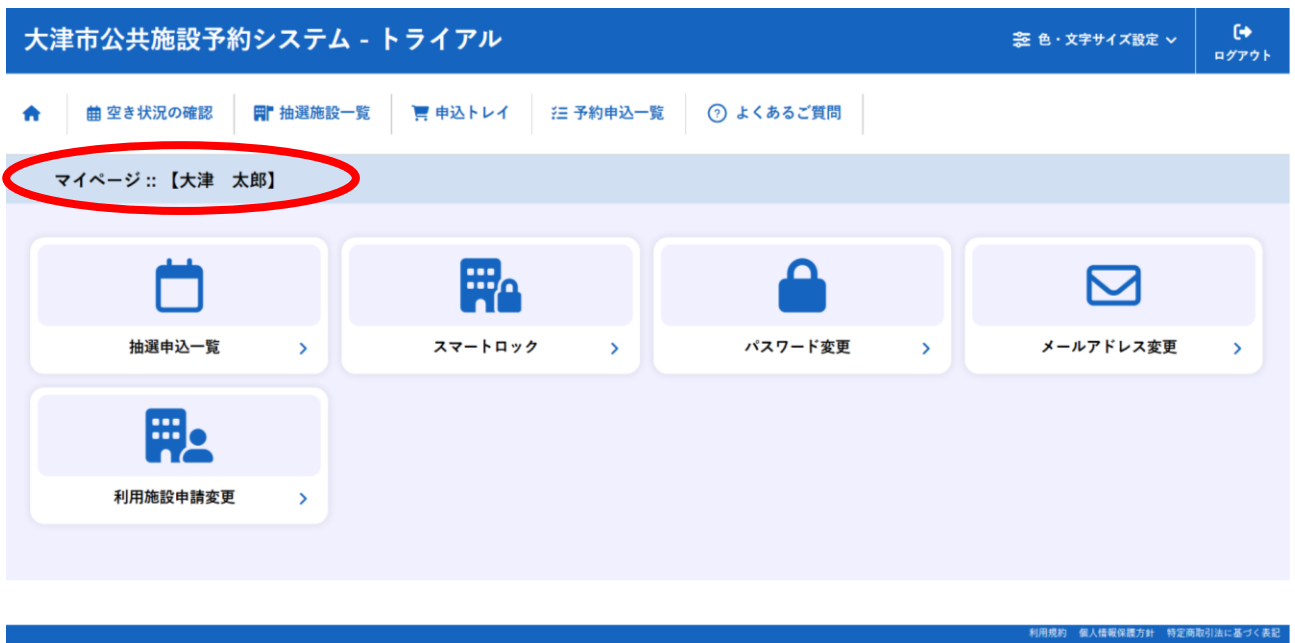 大津市公共施設予約システム - トライアル
色・文字サイズ設定
ログアウト
空き状況の確認
抽選施設一覧
申込トレイ
予約申込一覧
よくあるご質問
マイページ :: 【大津　太郎】
抽選申込一覧
スマートロック
パスワード変更
メールアドレス変更
利用施設申請変更
利用規約 個人情報保護方針 特定商取引法に基づく表記